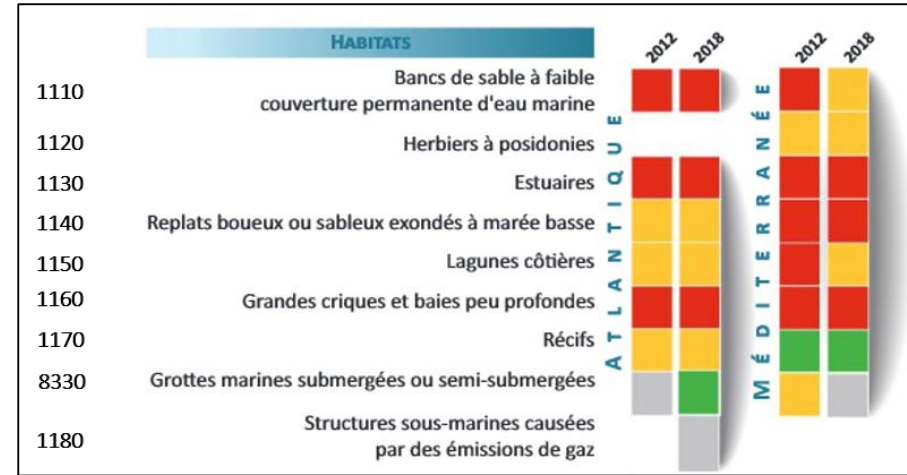 HABITATS
2012 2018 2012 2018
1110 Bancs de sable à faible
couverture permanente d'eau marine
1120 Herbiers à posidonies
1130 Estuaires
1140 Replats boueux ou sableux exondés à marée basse
1150 Lagunes côtières
1160 Grandes criques et baies peu profondes
1170 Récifs
8330 Grottes marines submergées ou semi-submergées
1180 Structures sous-marines causées
par des émissions de gaz
ATLANTIQUE
MÉDITERRANÉE